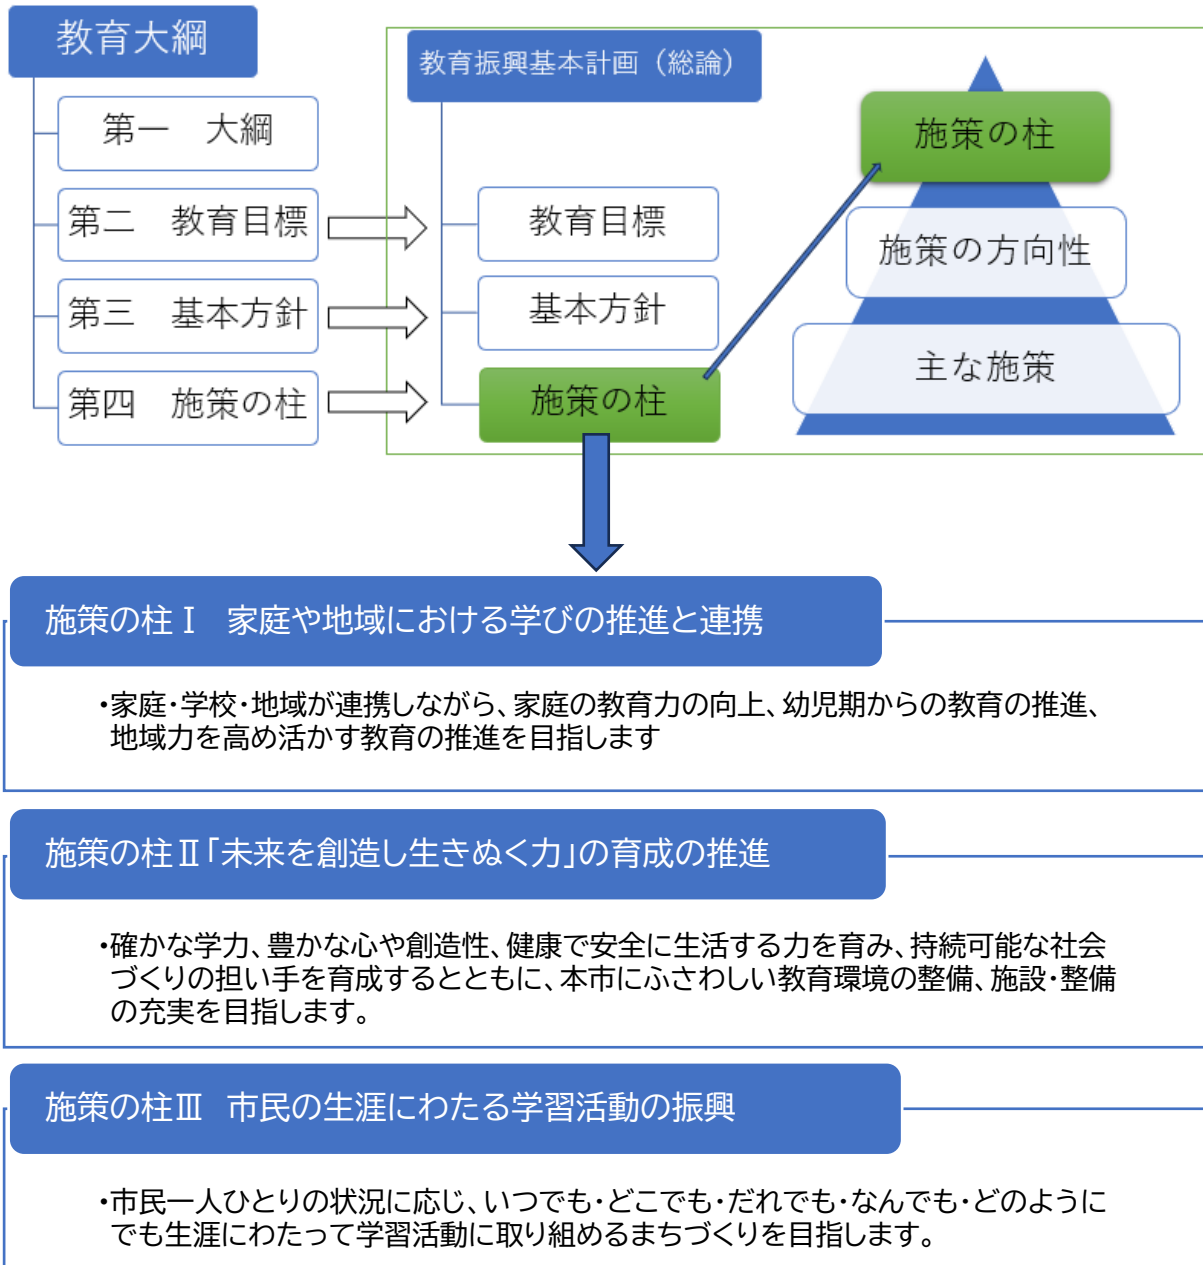 教育大綱
第一　大綱
第二　教育目標
第三　基本方針
第四　施策の柱
教育振興基本計画（総論）
教育目標
基本方針
施策の柱
施策の柱
施策の方向性
主な施策
施策の柱Ⅰ　家庭や地域における学びの推進と連携
・家庭・学校・地域が連携しながら、家庭の教育力の向上、幼児期からの教育の推進、
地域力を高め活かす教育の推進を目指します
施策の柱Ⅱ「未来を創造し生きぬく力」の育成の推進
・確かな学力、豊かな心や創造性、健康で安全に生活する力を育み、持続可能な社会
づくりの担い手を育成するとともに、本市にふさわしい教育環境の整備、施設・整備
の充実を目指します。
施策の柱Ⅲ　市民の生涯にわたる学習活動の振興
・市民一人ひとりの状況に応じ、いつでも・どこでも・だれでも・なんでも・どのように
でも生涯にわたって学習活動に取り組めるまちづくりを目指します。